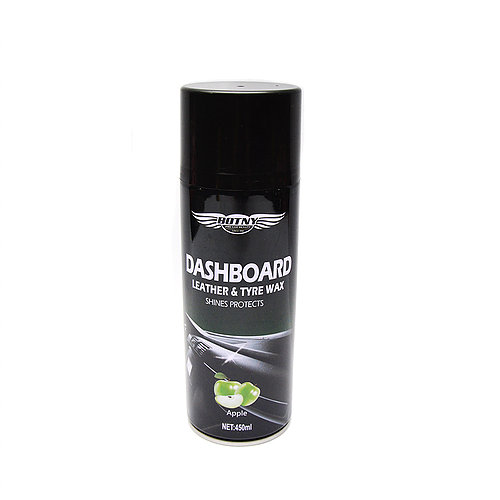 BOTNY
DASHBOARD
LEATHER & TYRE WAX
SHINES PROTECTS
Apple
NET:450ml